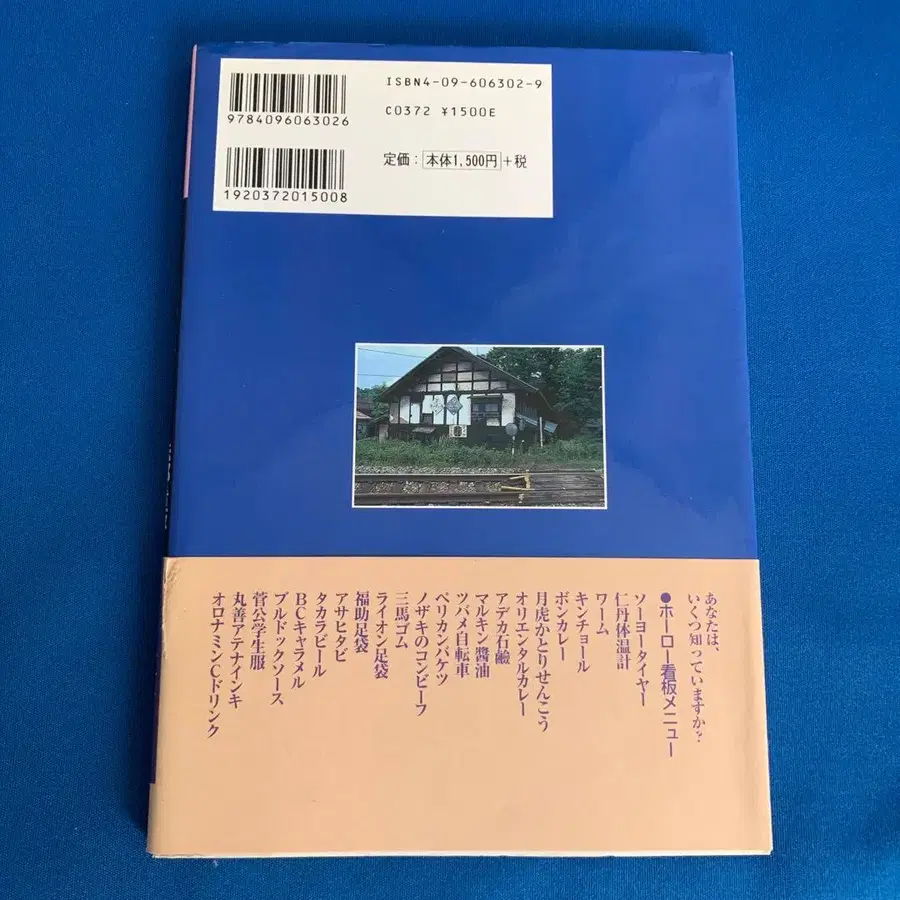 ISBN4-09-606302-9
C0372 ¥1500E
定価：本体1,500円+税
9784096063026
1920372015008
あなたは、
いくつ知っていますか？
●ホーロー看板メニュー
ソーヨータイヤー
仁丹体温計
ワーム
キンチョール
ボンカレー
月虎かとりせんこう
オリエンタルカレー
アデカ石鹼
マルキン醬油
ツバメ自転車
ペリカンバケツ
ノザキのコンビーフ
三馬ゴム
ライオン足袋
福助足袋
アサヒタビ
タカラビール
BCキャラメル
ブルドックソース
菅公学生服
丸善アテナインキ
オロナミンCドリンク